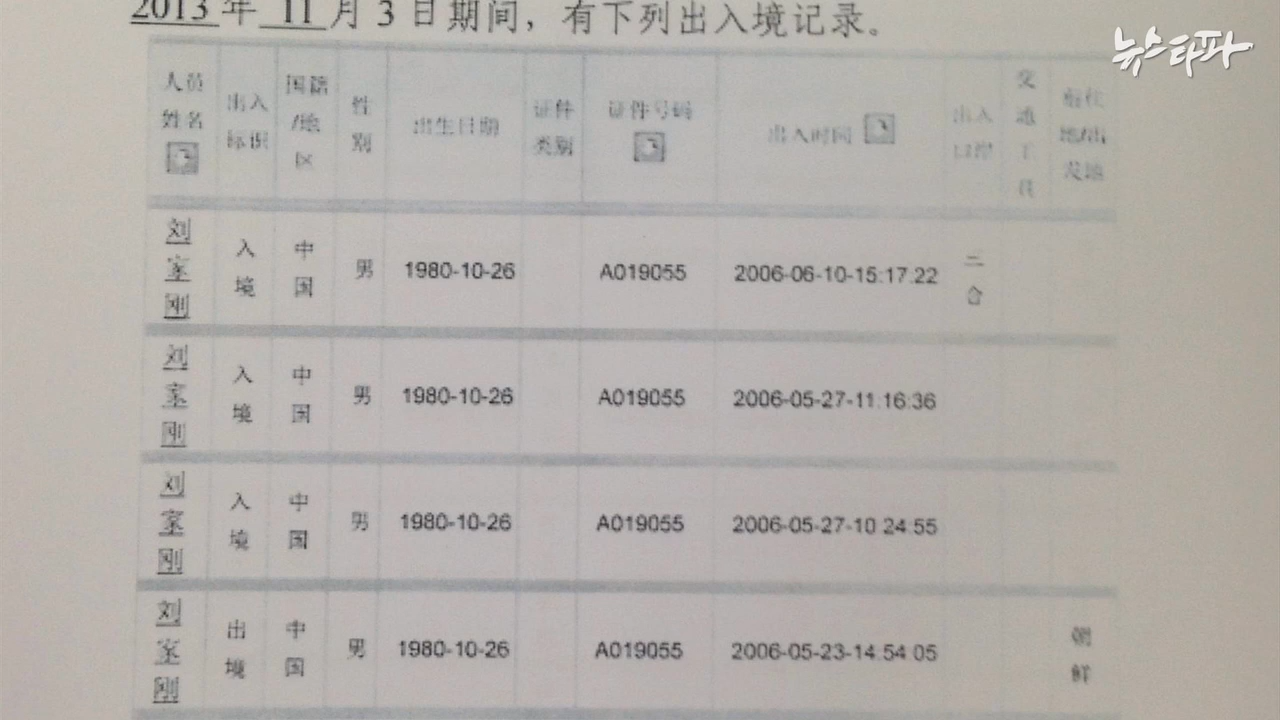 2013 年 11 月 3 日期间，有下列出入境记录。
뉴스타파
人员姓名 出入标识 国籍/地区 性别 出生日期 证件类别 证件号码 出入时间 出入口岸 交通工具 前往地/出发地
刘家刚 入境 中国 男 1980-10-26 A019055 2006-06-10-15:17:22 三合
刘家刚 入境 中国 男 1980-10-26 A019055 2006-05-27-11:16:36
刘家刚 入境 中国 男 1980-10-26 A019055 2006-05-27-10 24:55
刘家刚 出境 中国 男 1980-10-26 A019055 2006-05-23-14:54 05 朝鲜